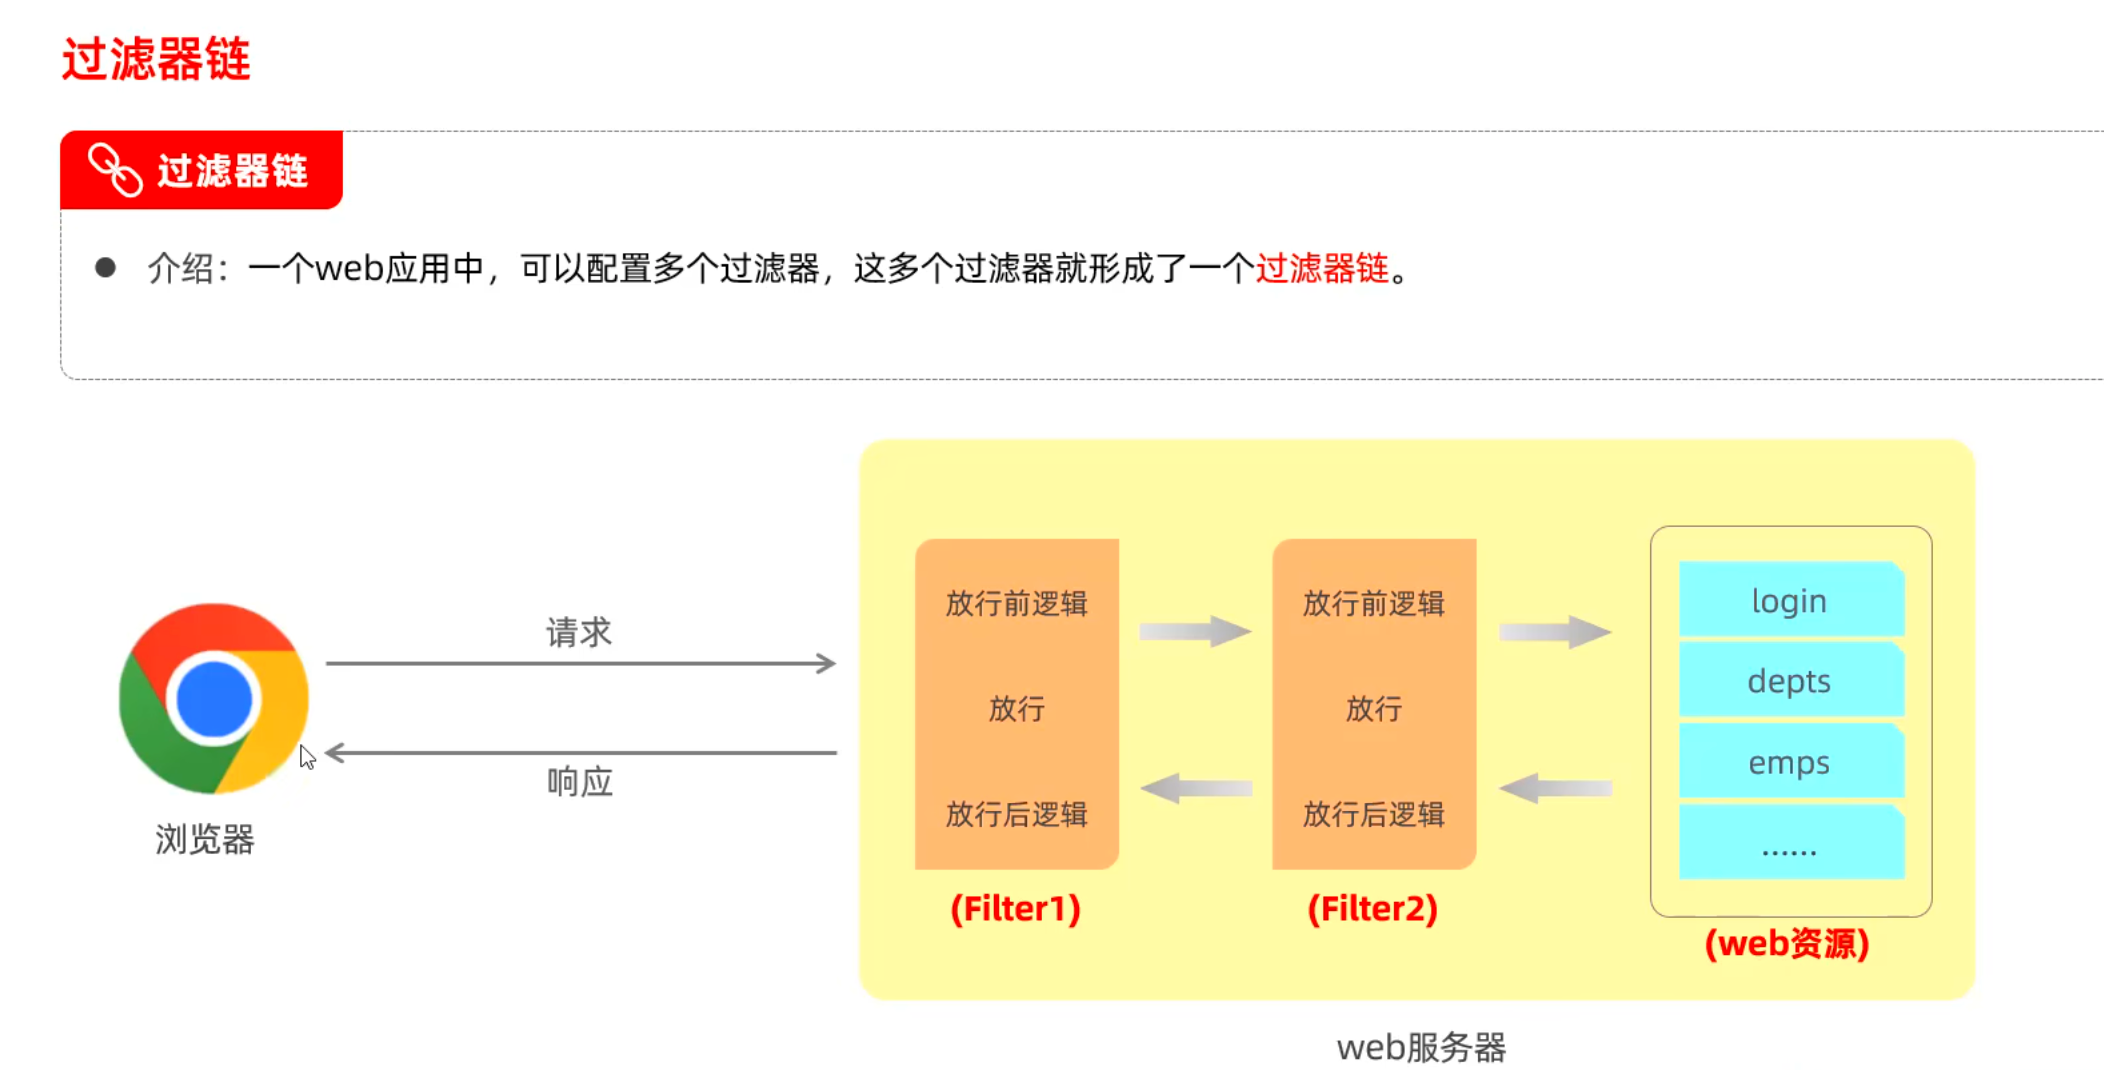 过滤器链
过滤器链
介绍：一个web应用中，可以配置多个过滤器，这多个过滤器就形成了一个过滤器链。
请求
响应
浏览器
放行前逻辑
放行
放行后逻辑
(Filter1)
放行前逻辑
放行
放行后逻辑
(Filter2)
login
depts
emps
......
(web资源)
web服务器